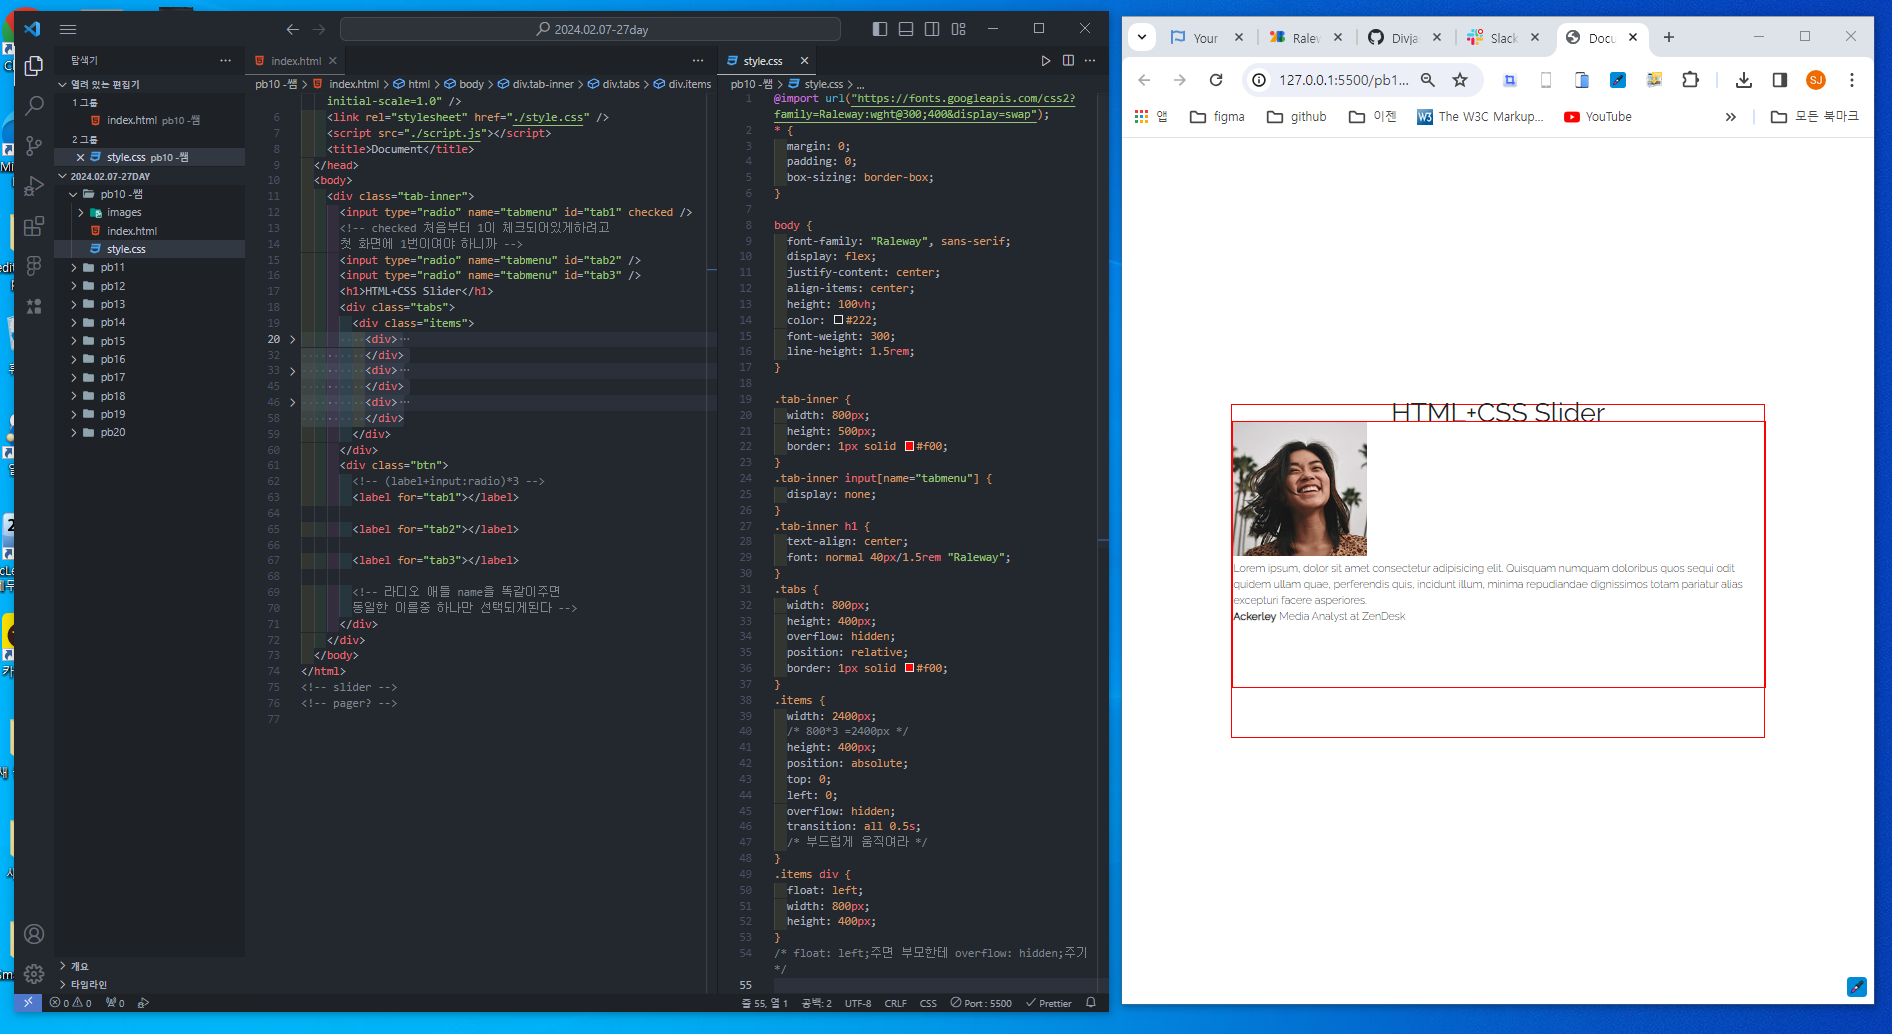 2024.02.07-27day
탐색기
열려 있는 편집기
1 그룹
index.html pb10 -쌤
2 그룹
style.css pb10 -쌤
2024.02.07-27DAY
pb10 -쌤
images
index.html
style.css
pb11
pb12
pb13
pb14
pb15
pb16
pb17
pb18
pb19
pb20
개요
타임라인
index.html
pb10 -쌤 > index.html > html > body > div.tab-inner > div.tabs > div.items
initial-scale=1.0" />
6 <link rel="stylesheet" href="./style.css" />
7 <script src="./script.js"></script>
8 <title>Document</title>
9 </head>
10 <body>
11 <div class="tab-inner">
12 <input type="radio" name="tabmenu" id="tab1" checked />
13 <!-- checked 처음부터 1이 체크되어있게하려고
14 첫 화면에 1번이여야 하니까 -->
15 <input type="radio" name="tabmenu" id="tab2" />
16 <input type="radio" name="tabmenu" id="tab3" />
17 <h1>HTML+CSS Slider</h1>
18 <div class="tabs">
19 <div class="items">
20 <div>…
32 </div>
33 <div>…
45 </div>
46 <div>…
58 </div>
59 </div>
60 </div>
61 <div class="btn">
62 <!-- (label+input:radio)*3 -->
63 <label for="tab1"></label>
64
65 <label for="tab2"></label>
66
67 <label for="tab3"></label>
68
69 <!-- 라디오 애들 name을 똑같이주면
70 동일한 이름중 하나만 선택되게된다 -->
71 </div>
72 </div>
73 </body>
74 </html>
75 <!-- slider -->
76 <!-- pager? -->
77
style.css
pb10 -쌤 > style.css > ...
1 @import url("https://fonts.googleapis.com/css2?
family=Raleway:wght@300;400&display=swap");
2 * {
3 margin: 0;
4 padding: 0;
5 box-sizing: border-box;
6 }
7
8 body {
9 font-family: "Raleway", sans-serif;
10 display: flex;
11 justify-content: center;
12 align-items: center;
13 height: 100vh;
14 color: #222;
15 font-weight: 300;
16 line-height: 1.5rem;
17 }
18
19 .tab-inner {
20 width: 800px;
21 height: 500px;
22 border: 1px solid #f00;
23 }
24 .tab-inner input[name="tabmenu"] {
25 display: none;
26 }
27 .tab-inner h1 {
28 text-align: center;
29 font: normal 40px/1.5rem "Raleway";
30 }
31 .tabs {
32 width: 800px;
33 height: 400px;
34 overflow: hidden;
35 position: relative;
36 border: 1px solid #f00;
37 }
38 .items {
39 width: 2400px;
40 /* 800*3 =2400px */
41 height: 400px;
42 position: absolute;
43 top: 0;
44 left: 0;
45 overflow: hidden;
46 transition: all 0.5s;
47 /* 부드럽게 움직여라 */
48 }
49 .items div {
50 float: left;
51 width: 800px;
52 height: 400px;
53 }
54 /* float: left;주면 부모한테 overflow: hidden;주기
*/
55
0 0 0 줄 55, 열 1 공백: 2 UTF-8 CRLF CSS Port : 5500 Prettier
Your Ralev Divja Slack Docu
127.0.0.1:5500/pb1... SJ
앱 figma github 이젠 W3 The W3C Markup... YouTube » 모든 북마크
HTML+CSS Slider
Lorem ipsum, dolor sit amet consectetur adipisicing elit. Quisquam numquam doloribus quos sequi odit
quidem ullam quae, perferendis quis, incidunt illum, minima repudiandae dignissimos totam pariatur alias
excepturi facere asperiores.
Ackerley Media Analyst at ZenDesk